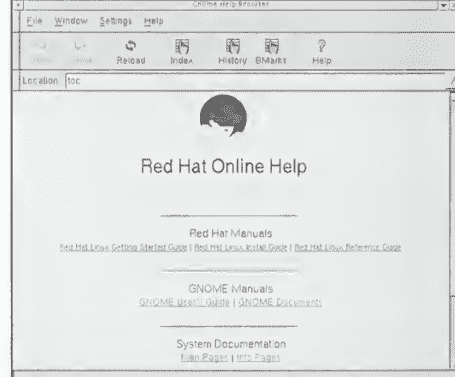 Gnome Help Browser
File Window Settings Help
Reload Index History BMarks Help
Location toc
Red Hat Online Help
Red Hat Manuals
Red Hat Linux Getting Started Guide | Red Hat Linux Install Guide | Red Hat Linux Reference Guide
GNOME Manuals
GNOME User's Guide | GNOME Documents
System Documentation
Man Pages | Info Pages